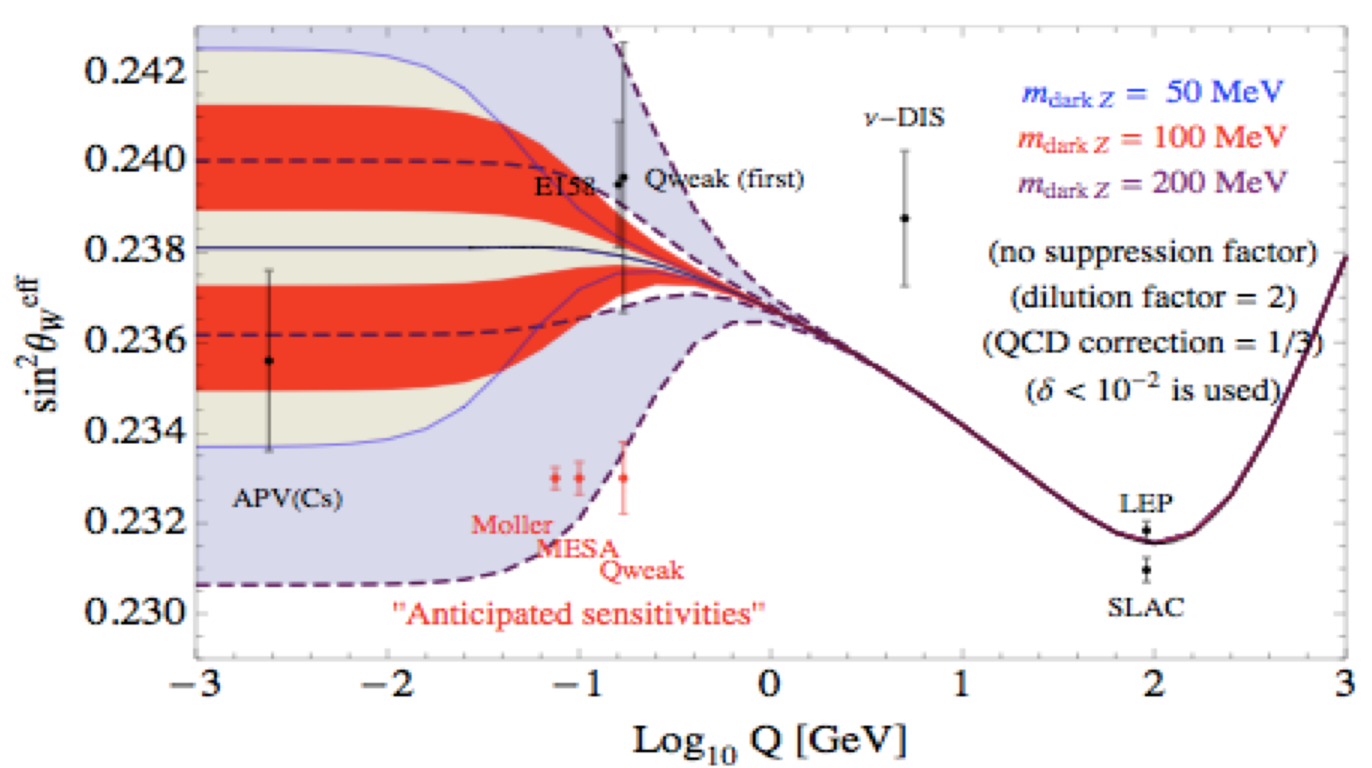 0.242
0.240
0.238
0.236
0.234
0.232
0.230
sin²θ_W^eff
−3
−2
−1
0
1
2
3
Log₁₀ Q [GeV]
m_dark Z = 50 MeV
m_dark Z = 100 MeV
m_dark Z = 200 MeV
(no suppression factor)
(dilution factor = 2)
(QCD correction = 1/3)
(δ < 10⁻² is used)
ν−DIS
E158
Qweak (first)
APV(Cs)
Moller
MESA
Qweak
"Anticipated sensitivities"
LEP
SLAC